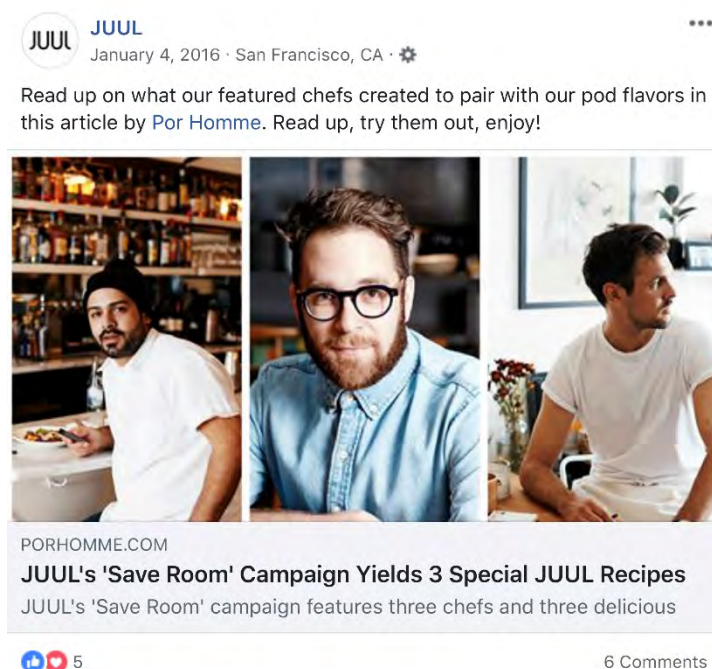 JUUL
JUUL
January 4, 2016 · San Francisco, CA ·
Read up on what our featured chefs created to pair with our pod flavors in
this article by Por Homme. Read up, try them out, enjoy!
PORHOMME.COM
JUUL's 'Save Room' Campaign Yields 3 Special JUUL Recipes
JUUL's 'Save Room' campaign features three chefs and three delicious
5
6 Comments